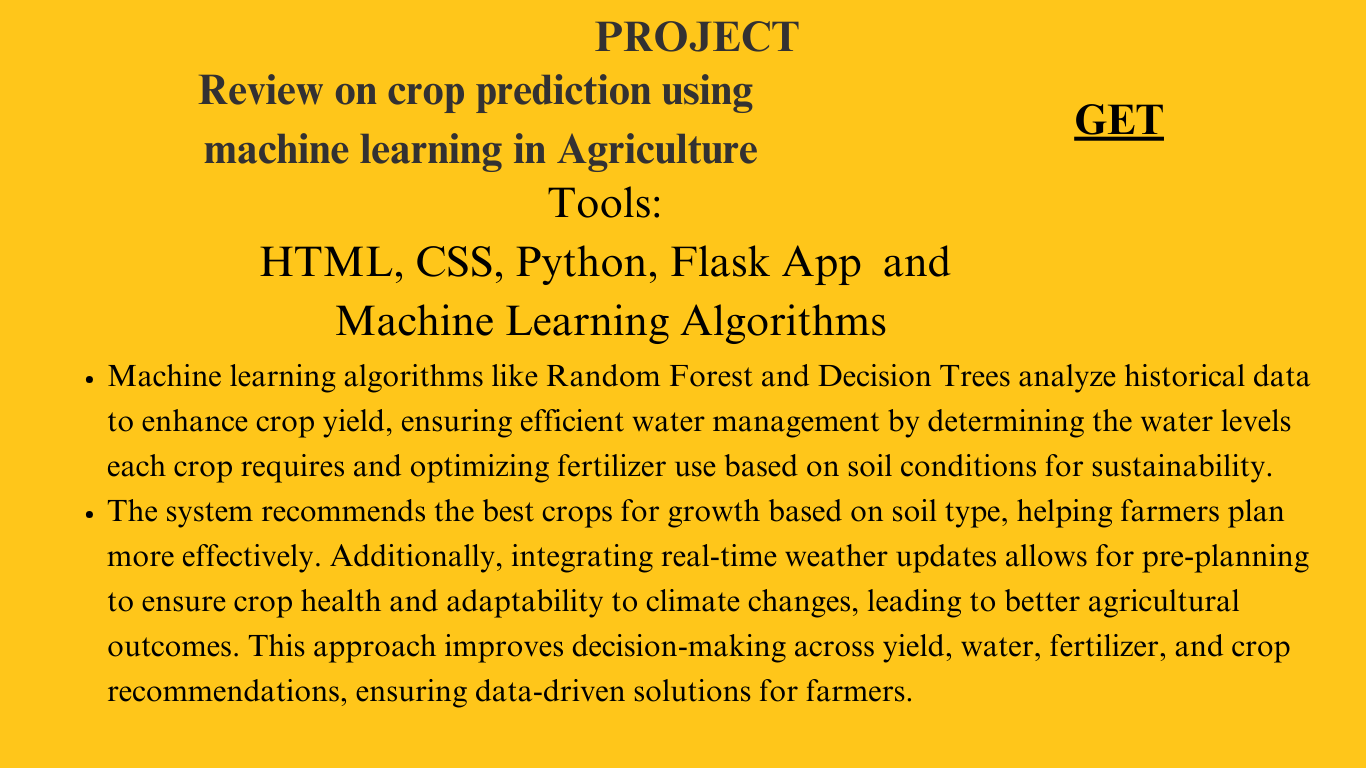 PROJECT
Review on crop prediction using
machine learning in Agriculture
GET
Tools:
HTML, CSS, Python, Flask App and
Machine Learning Algorithms
• Machine learning algorithms like Random Forest and Decision Trees analyze historical data
to enhance crop yield, ensuring efficient water management by determining the water levels
each crop requires and optimizing fertilizer use based on soil conditions for sustainability.
• The system recommends the best crops for growth based on soil type, helping farmers plan
more effectively. Additionally, integrating real-time weather updates allows for pre-planning
to ensure crop health and adaptability to climate changes, leading to better agricultural
outcomes. This approach improves decision-making across yield, water, fertilizer, and crop
recommendations, ensuring data-driven solutions for farmers.